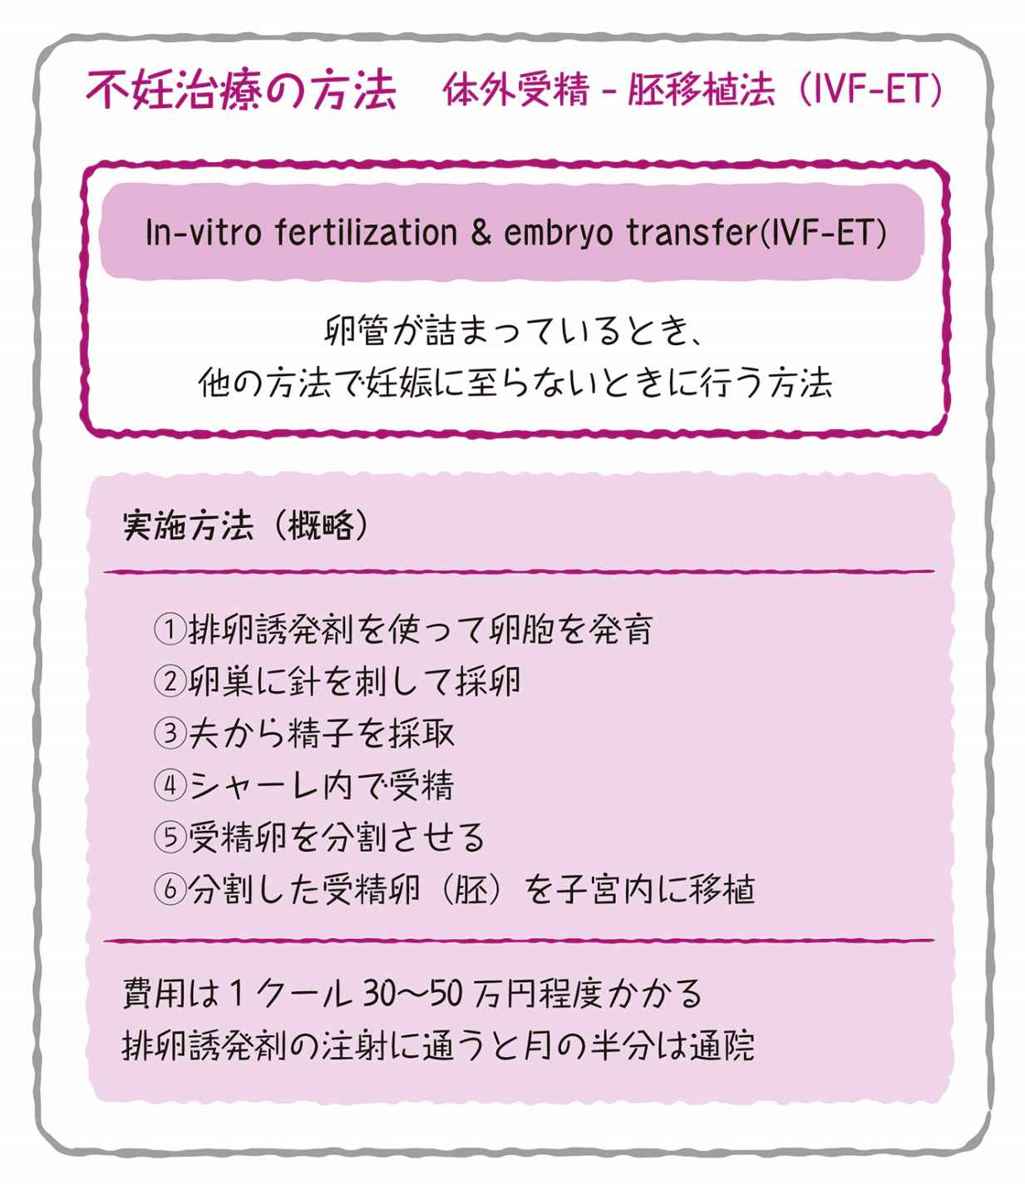 不妊治療の方法 体外受精 - 胚移植法（IVF-ET）
In-vitro fertilization & embryo transfer(IVF-ET)
卵管が詰まっているとき、
他の方法で妊娠に至らないときに行う方法
実施方法（概略）
①排卵誘発剤を使って卵胞を発育
②卵巣に針を刺して採卵
③夫から精子を採取
④シャーレ内で受精
⑤受精卵を分割させる
⑥分割した受精卵（胚）を子宮内に移植
費用は1クール30〜50万円程度かかる
排卵誘発剤の注射に通うと月の半分は通院